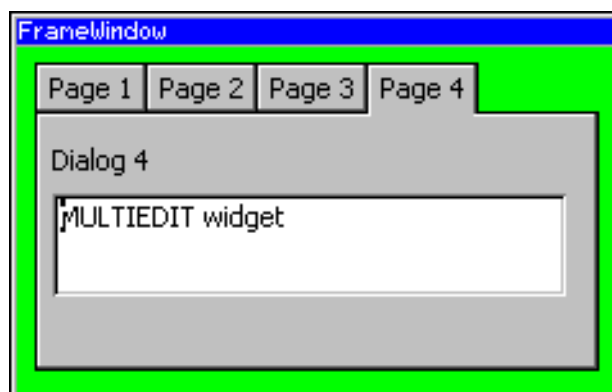 FrameWindow
Page 1 Page 2 Page 3 Page 4
Dialog 4
MULTIEDIT widget